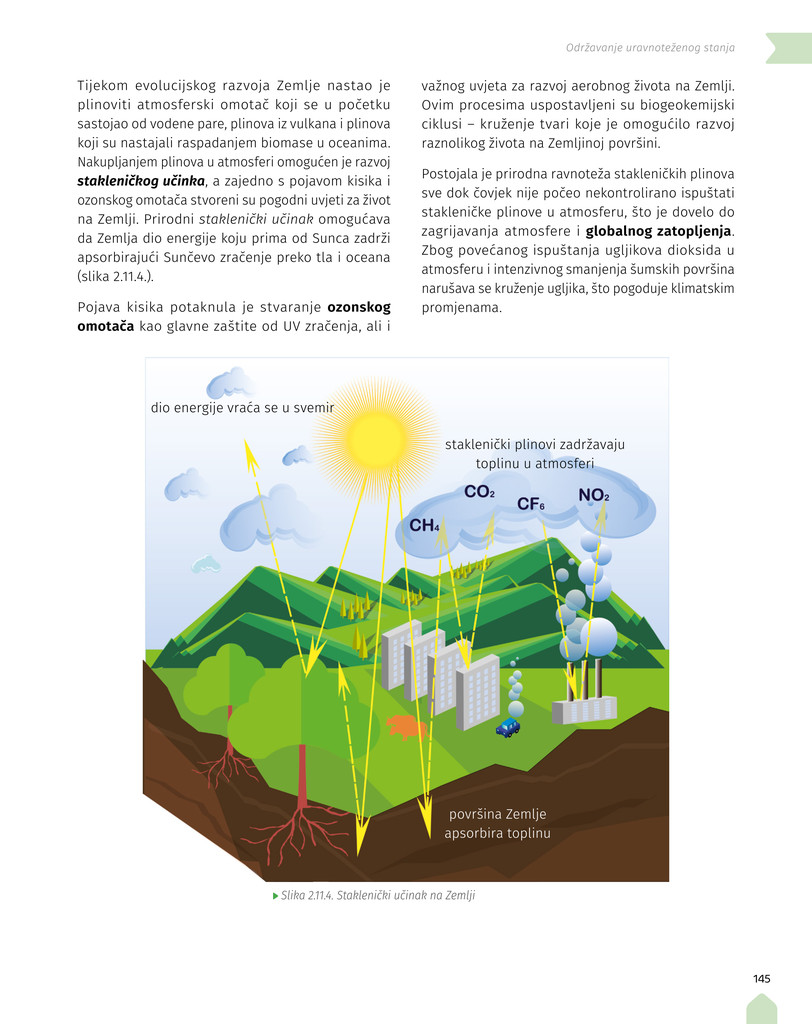 Održavanje uravnoteženog stanja
Tijekom evolucijskog razvoja Zemlje nastao je
plinoviti atmosferski omotač koji se u početku
sastojao od vodene pare, plinova iz vulkana i plinova
koji su nastajali raspadanjem biomase u oceanima.
Nakupljanjem plinova u atmosferi omogućen je razvoj
stakleničkog učinka, a zajedno s pojavom kisika i
ozonskog omotača stvoreni su pogodni uvjeti za život
na Zemlji. Prirodni staklenički učinak omogućava
da Zemlja dio energije koju prima od Sunca zadrži
apsorbirajući Sunčevo zračenje preko tla i oceana
(slika 2.11.4.).
Pojava kisika potaknula je stvaranje ozonskog
omotača kao glavne zaštite od UV zračenja, ali i
važnog uvjeta za razvoj aerobnog života na Zemlji.
Ovim procesima uspostavljeni su biogeokemijski
ciklusi – kruženje tvari koje je omogućilo razvoj
raznolikog života na Zemljinoj površini.
Postojala je prirodna ravnoteža stakleničkih plinova
sve dok čovjek nije počeo nekontrolirano ispuštati
stakleničke plinove u atmosferu, što je dovelo do
zagrijavanja atmosfere i globalnog zatopljenja.
Zbog povećanog ispuštanja ugljikova dioksida u
atmosferu i intenzivnog smanjenja šumskih površina
narušava se kruženje ugljika, što pogoduje klimatskim
promjenama.
dio energije vraća se u svemir
staklenički plinovi zadržavaju
toplinu u atmosferi
CH4
CO2
CF6
NO2
površina Zemlje
apsorbira toplinu
Slika 2.11.4. Staklenički učinak na Zemlji
145